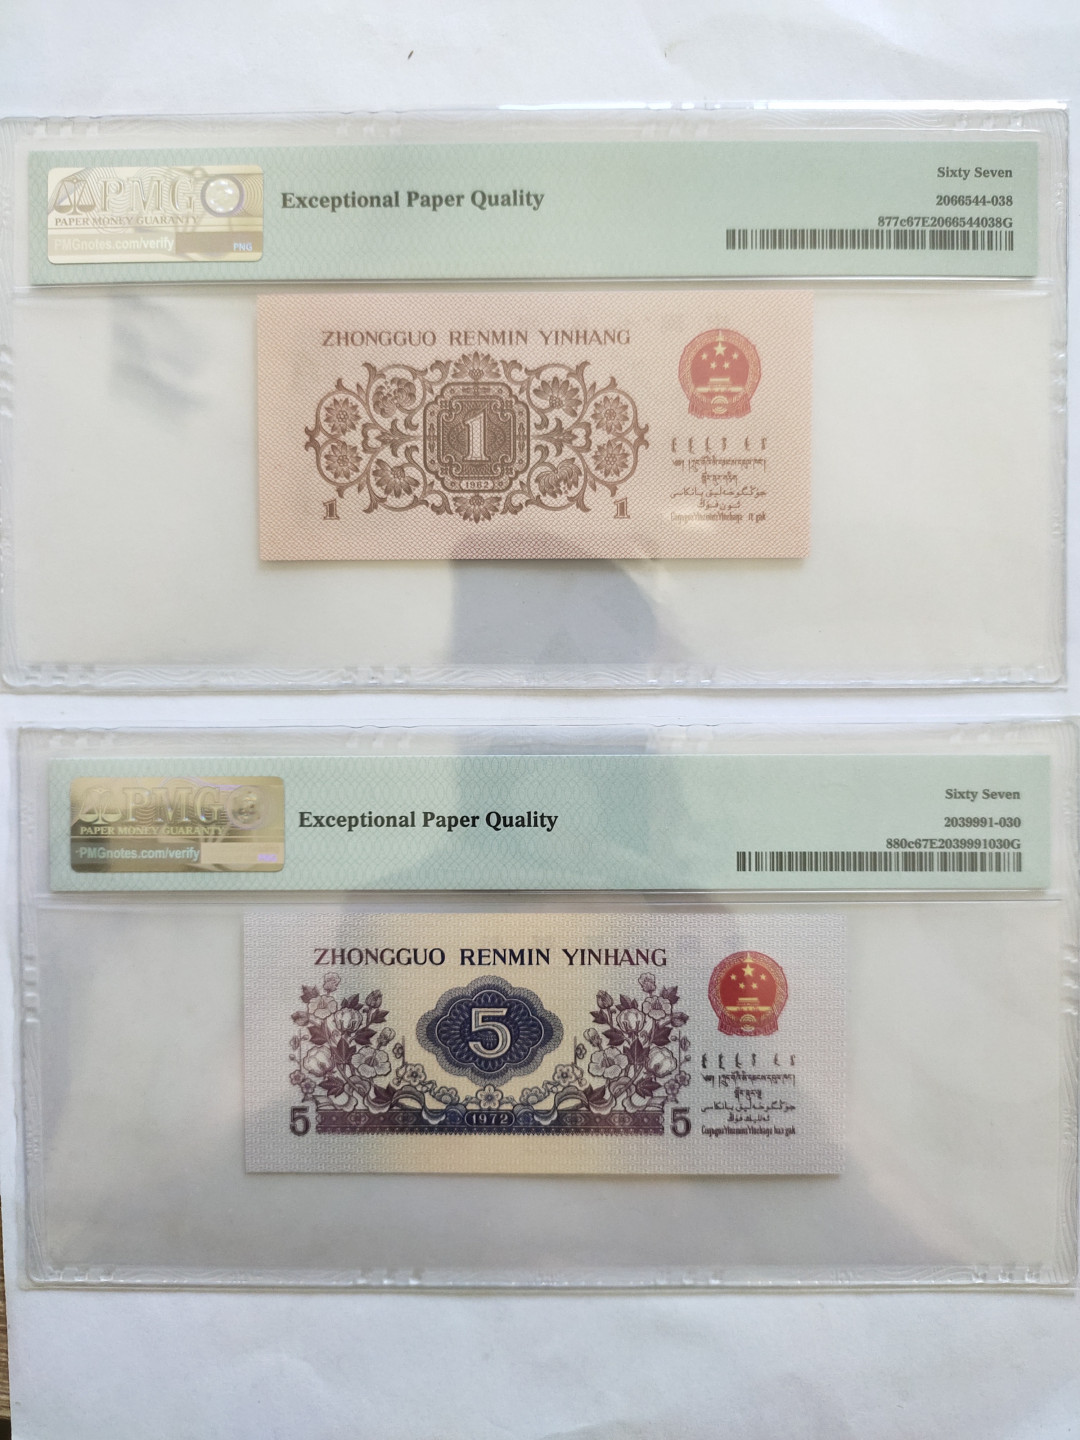 PMG
PAPER MONEY GUARANTY
PMGnotes.com/verify
PNG
Exceptional Paper Quality
Sixty Seven
2066544-038
877c67E2066544038G
ZHONGGUO RENMIN YINHANG
1
1962
1
1
PMG
PAPER MONEY GUARANTY
PMGnotes.com/verify
Exceptional Paper Quality
Sixty Seven
2039991-030
880c67E2039991030G
ZHONGGUO RENMIN YINHANG
5
1972
5
5